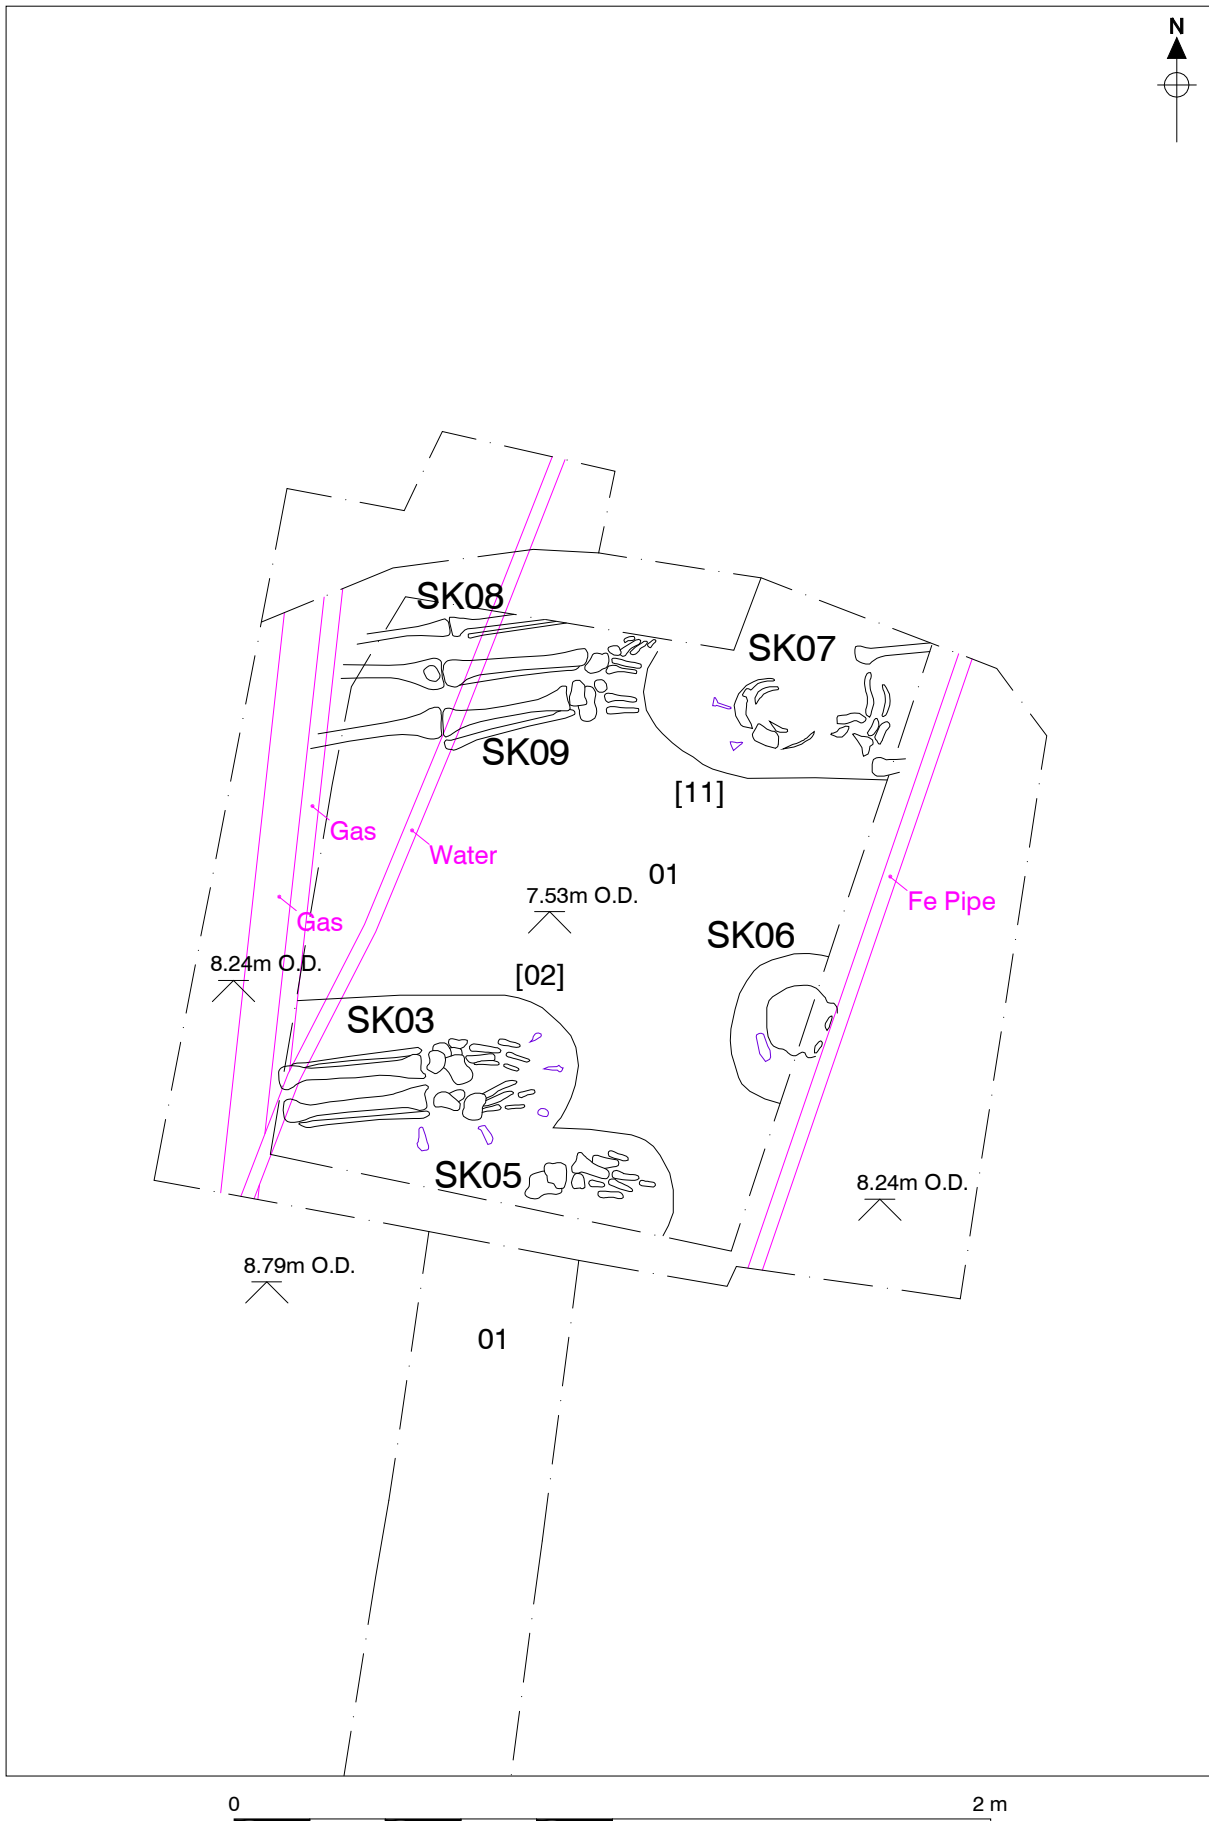 N
SK08
SK07
SK09
[11]
Gas
Water
01
7.53m O.D.
Fe Pipe
Gas
SK06
8.24m O.D.
[02]
SK03
SK05
8.24m O.D.
8.79m O.D.
01
0
2 m